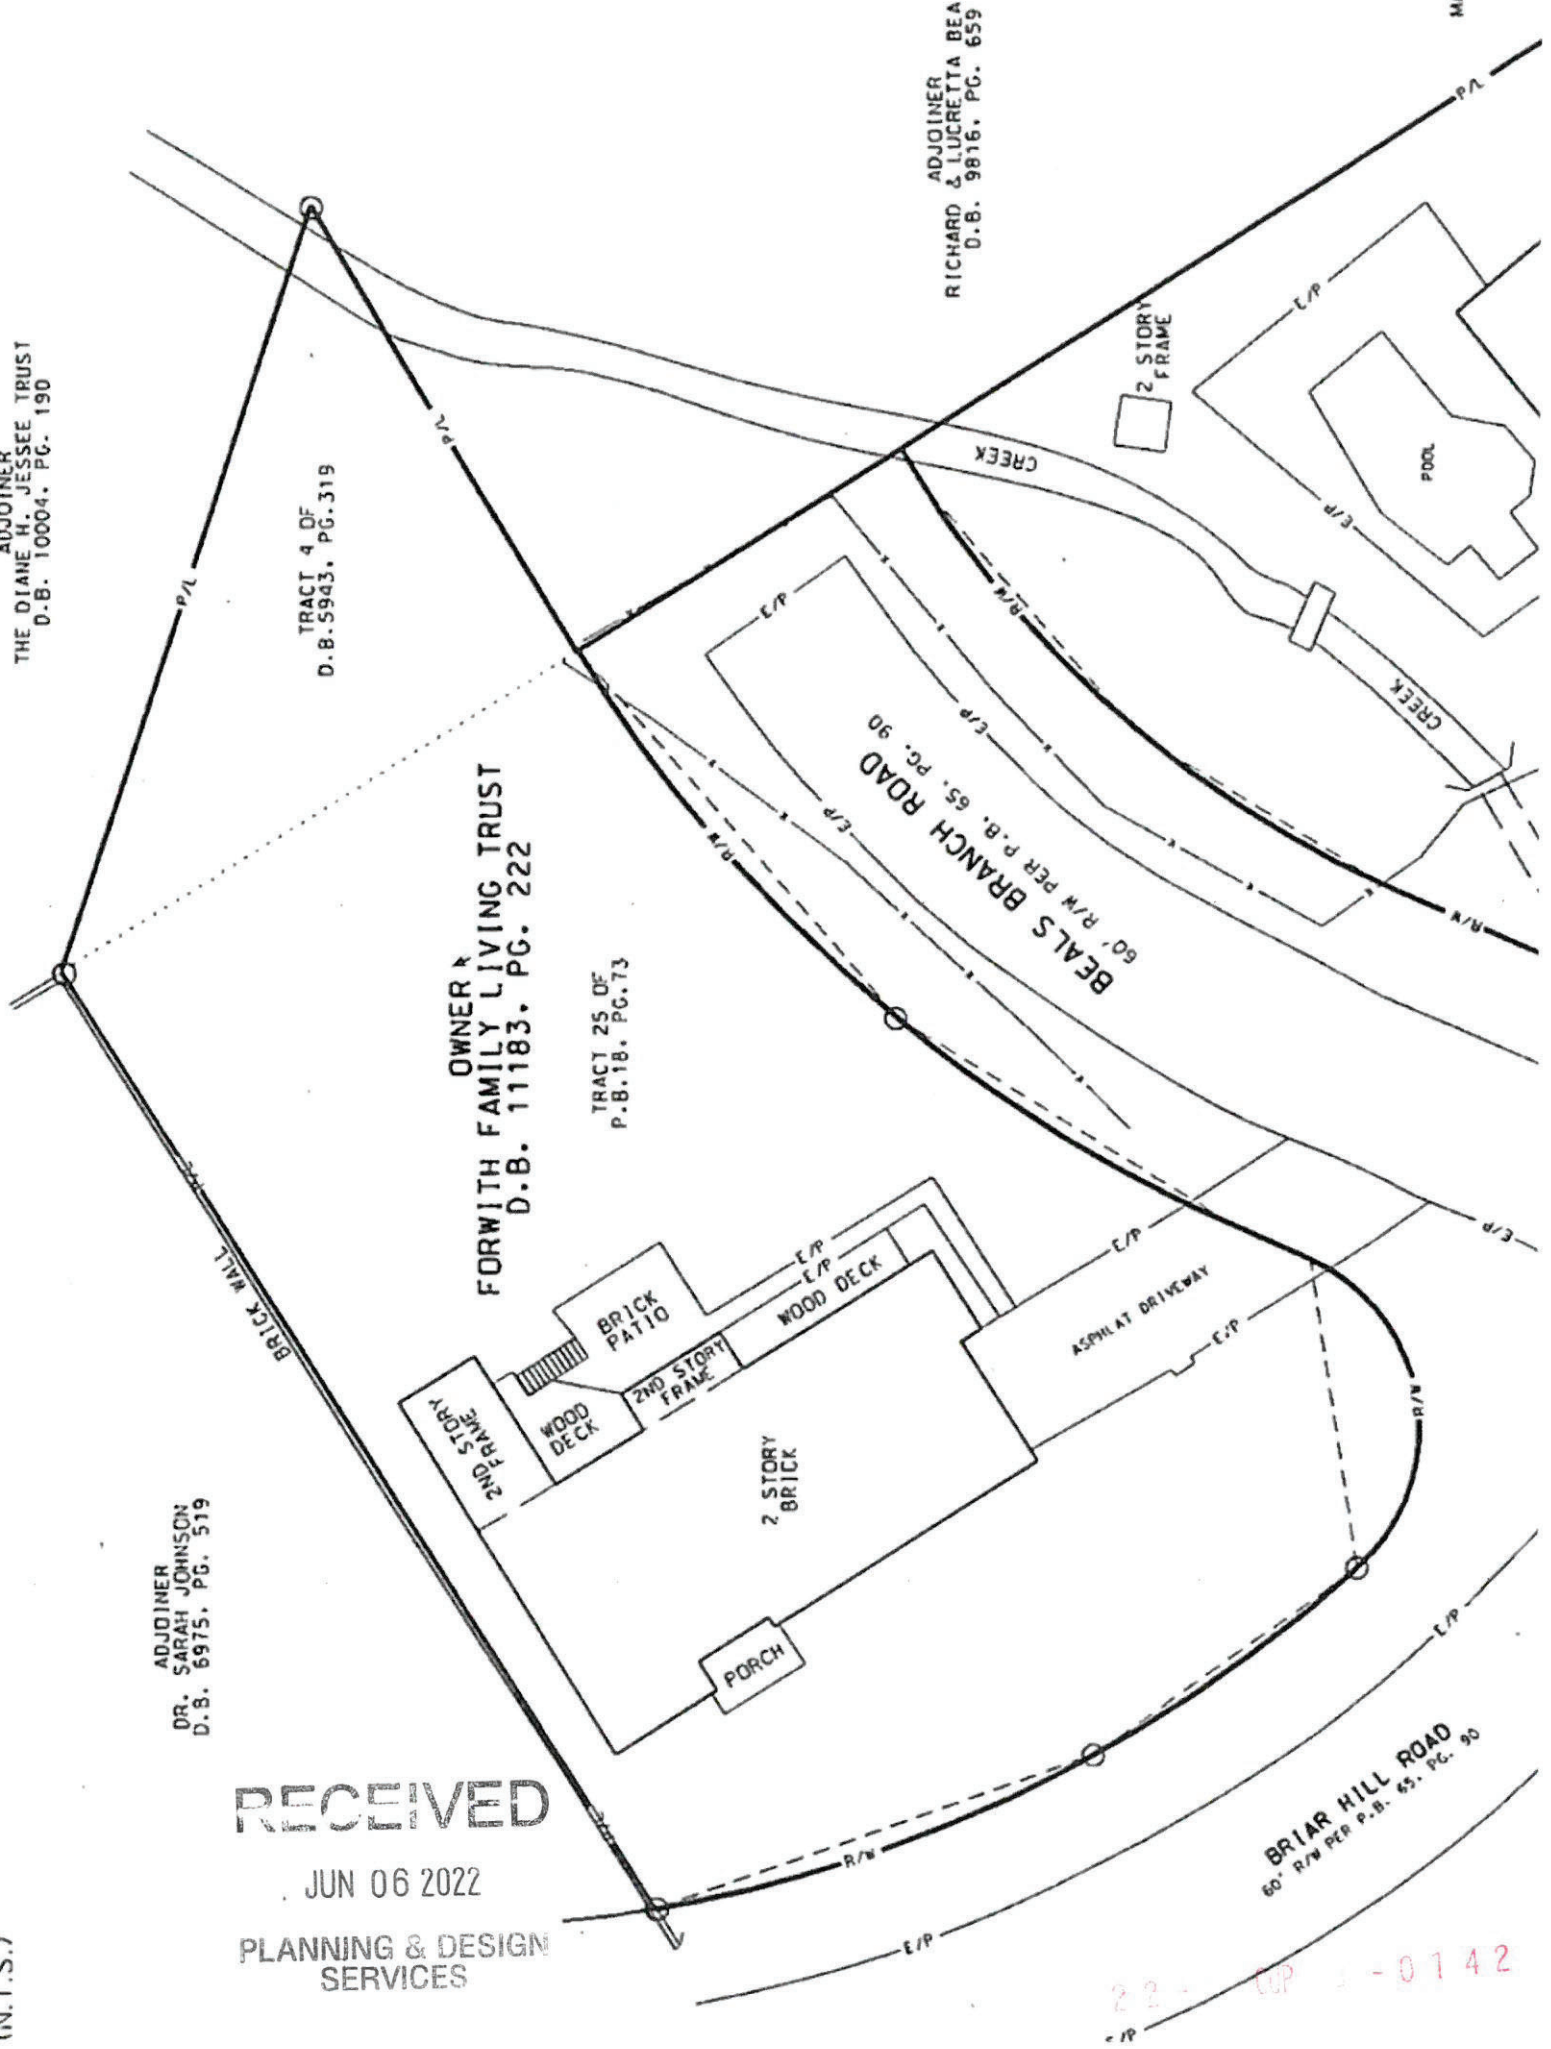 (N.T.S.)
ADJOINER
THE DIANE H. JESSEE TRUST
D.B. 10004, PG. 190
P/L
TRACT 4 OF
D.B.5943, PG.319
P/L
ADJOINER
RICHARD & LUCRETTA BEA
D.B. 9816, PG. 659
P/L
2 STORY
FRAME
CREEK
E/P
E/P
POOL
CREEK
R/W
R/W
R/W
R/W
E/P
E/P
E/P
BEALS BRANCH ROAD
60' R/W PER P.B. 65, PG. 90
R/W
OWNER
FORWITH FAMILY LIVING TRUST
D.B. 11183, PG. 222
TRACT 25 OF
P.B.18, PG.73
P/L
BRICK WALL
ADJOINER
DR. SARAH JOHNSON
D.B. 6975, PG. 519
2ND STORY
FRAME
WOOD
DECK
BRICK
PATIO
2ND STORY
FRAME
WOOD DECK
E/P
E/P
2 STORY
BRICK
PORCH
E/P
ASPHLAT DRIVEWAY
E/P
E/P
R/W
R/W
E/P
E/P
E/P
BRIAR HILL ROAD
60' R/W PER P.B. 65, PG. 90
RECEIVED
JUN 06 2022
PLANNING & DESIGN
SERVICES
22- CUP -0142